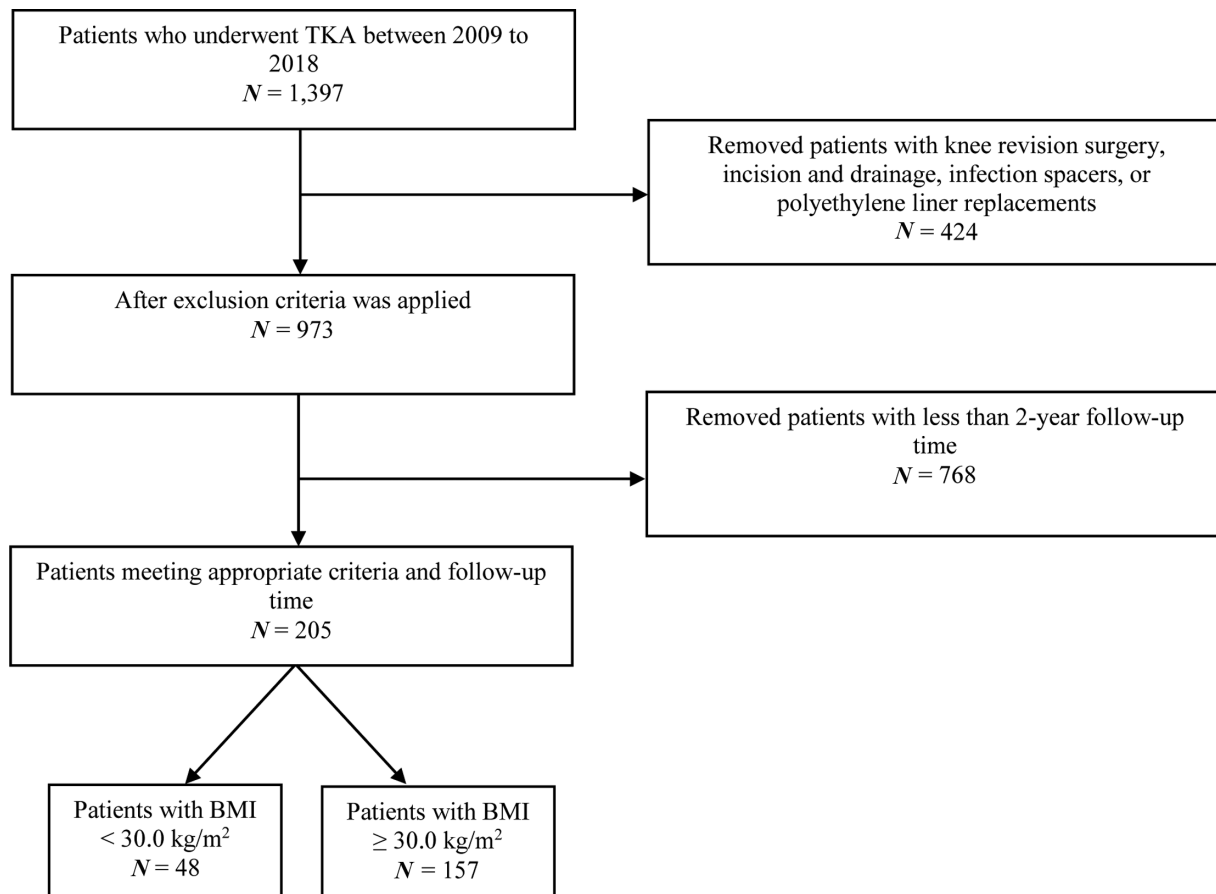 Patients who underwent TKA between 2009 to
2018
N = 1,397
Removed patients with knee revision surgery,
incision and drainage, infection spacers, or
polyethylene liner replacements
N = 424
After exclusion criteria was applied
N = 973
Removed patients with less than 2-year follow-up
time
N = 768
Patients meeting appropriate criteria and follow-up
time
N = 205
Patients with BMI
< 30.0 kg/m²
N = 48
Patients with BMI
≥ 30.0 kg/m²
N = 157